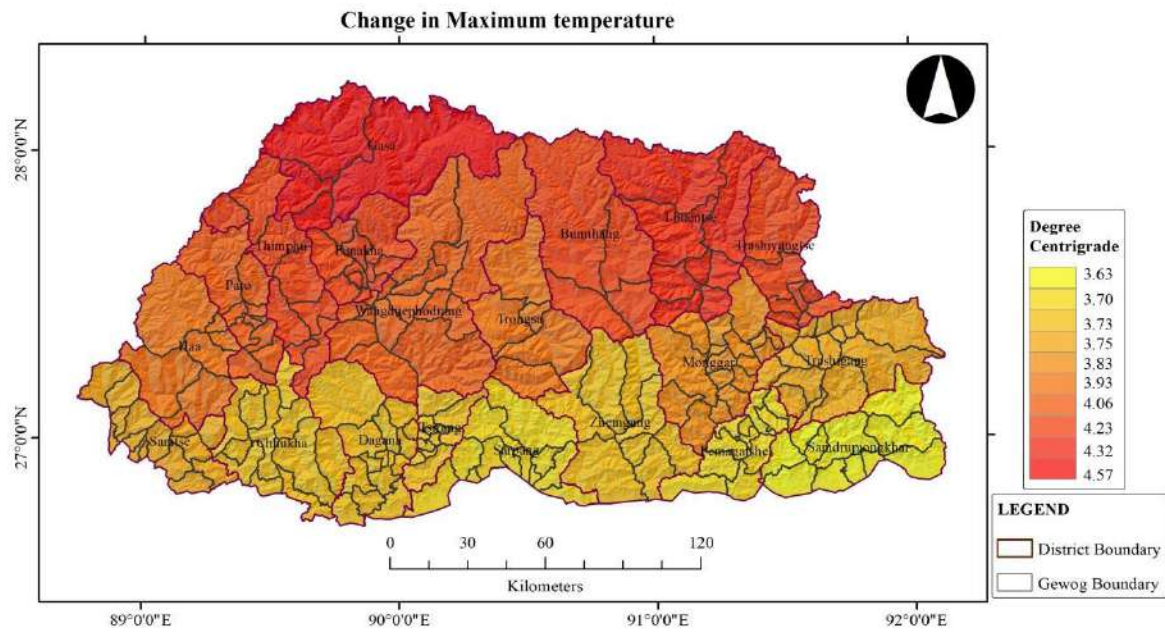 Change in Maximum temperature
28°0'0"N
27°0'0"N
Gasa
Thimphu
Punakha
Bumthang
Lhuentse
Trashiyangtse
Paro
Wangduephodrang
Trongsa
Haa
Monggar
Trashigang
Samtse
Chhukha
Dagana
Tsirang
Sarpang
Zhemgang
Pemagatshel
Samdrupjongkhar
0 30 60 120
Kilometers
89°0'0"E 90°0'0"E 91°0'0"E 92°0'0"E
Degree
Centrigrade
3.63
3.70
3.73
3.75
3.83
3.93
4.06
4.23
4.32
4.57
LEGEND
District Boundary
Gewog Boundary